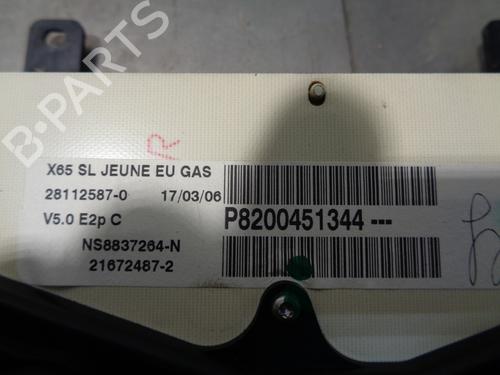 B-PARTS
R
X65 SL JEUNE EU GAS
28112587-0 17/03/06
V5.0 E2p C
P8200451344---
NS8837264-N
21672487-2